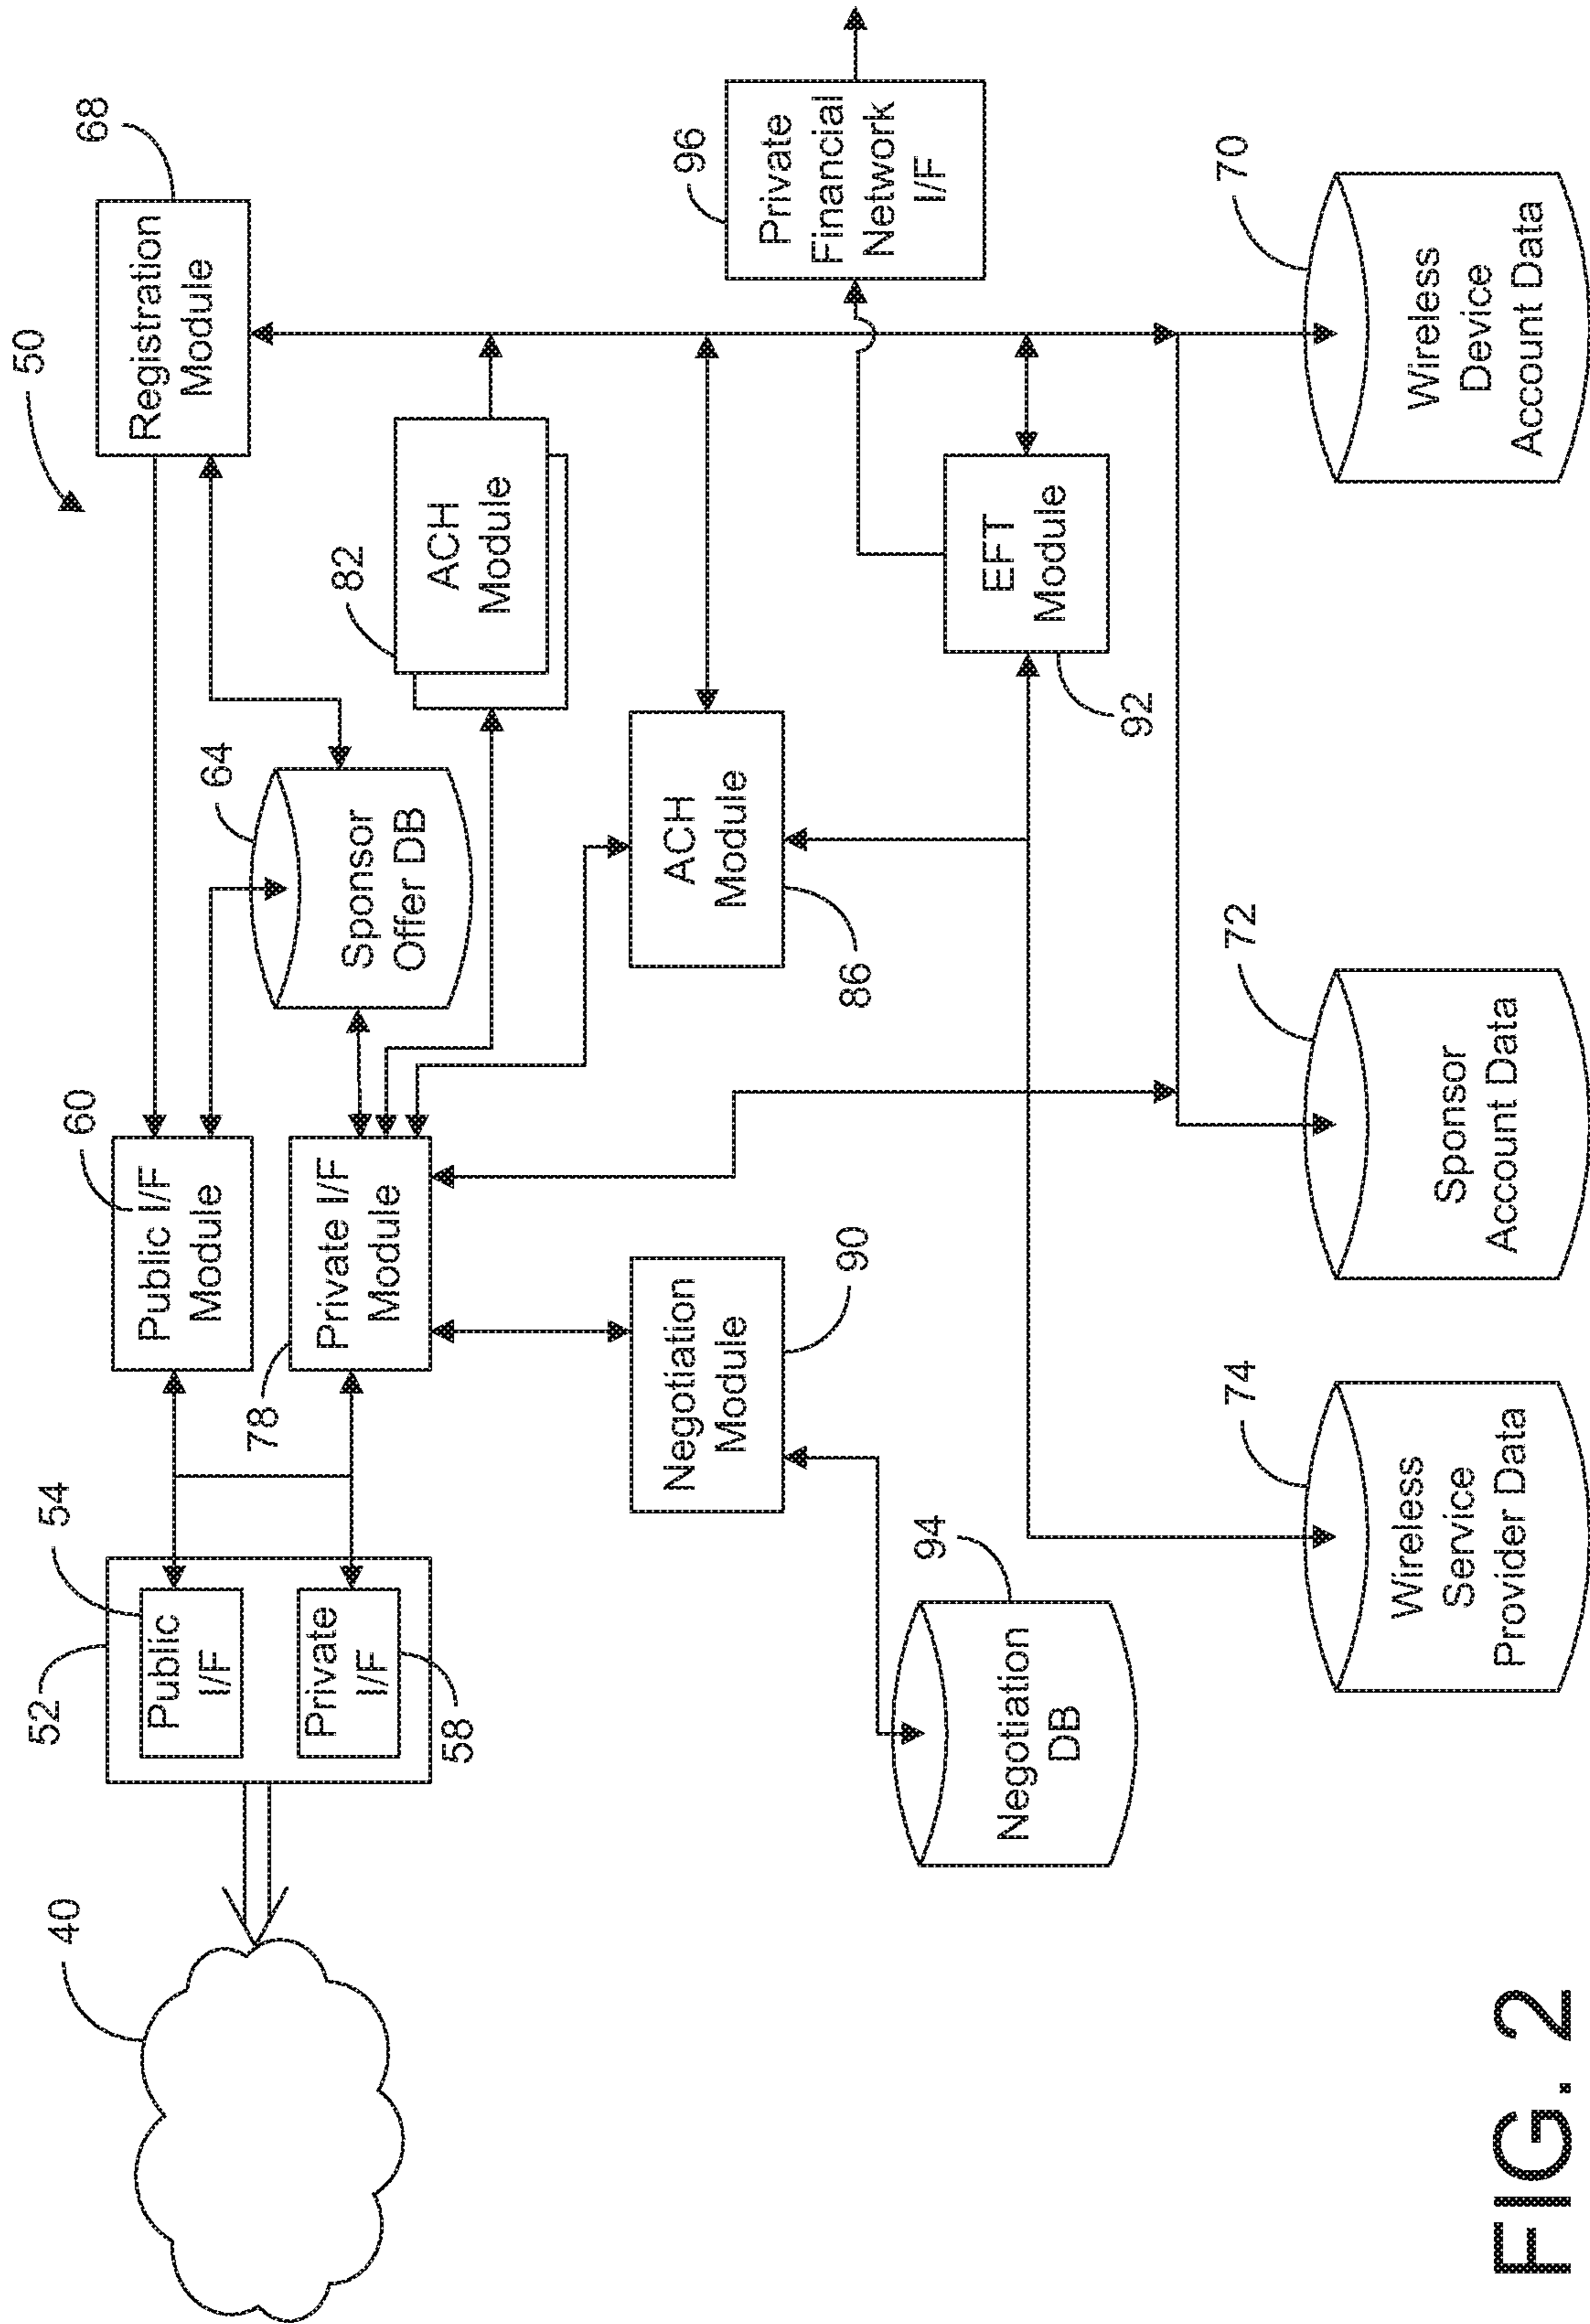 50
68
Registration
Module
60
Public I/F
Module
52
54
Public
I/F
Private
I/F
58
40
64
Sponsor
Offer DB
78
Private I/F
Module
82
ACH
Module
96
Private
Financial
Network
I/F
ACH
Module
86
Negotiation
Module
90
EFT
Module
92
94
Negotiation
DB
74
Wireless
Service
Provider Data
72
Sponsor
Account Data
70
Wireless
Device
Account Data
FIG. 2